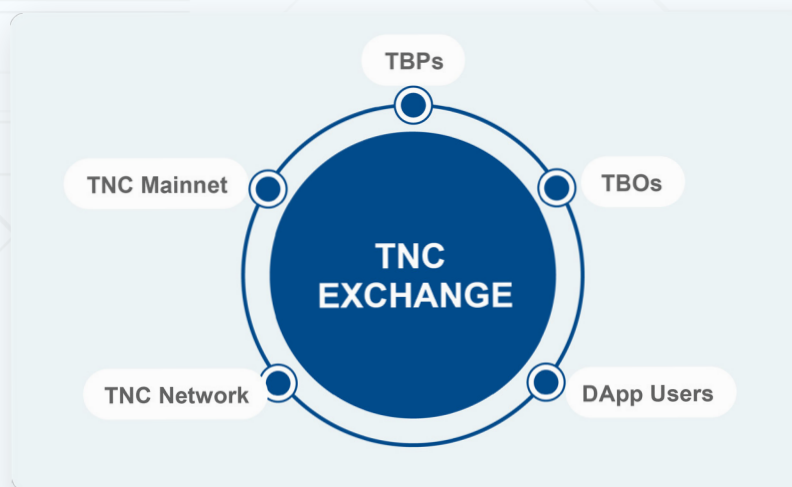 TBPs
TNC Mainnet
TBOs
TNC
EXCHANGE
TNC Network
DApp Users